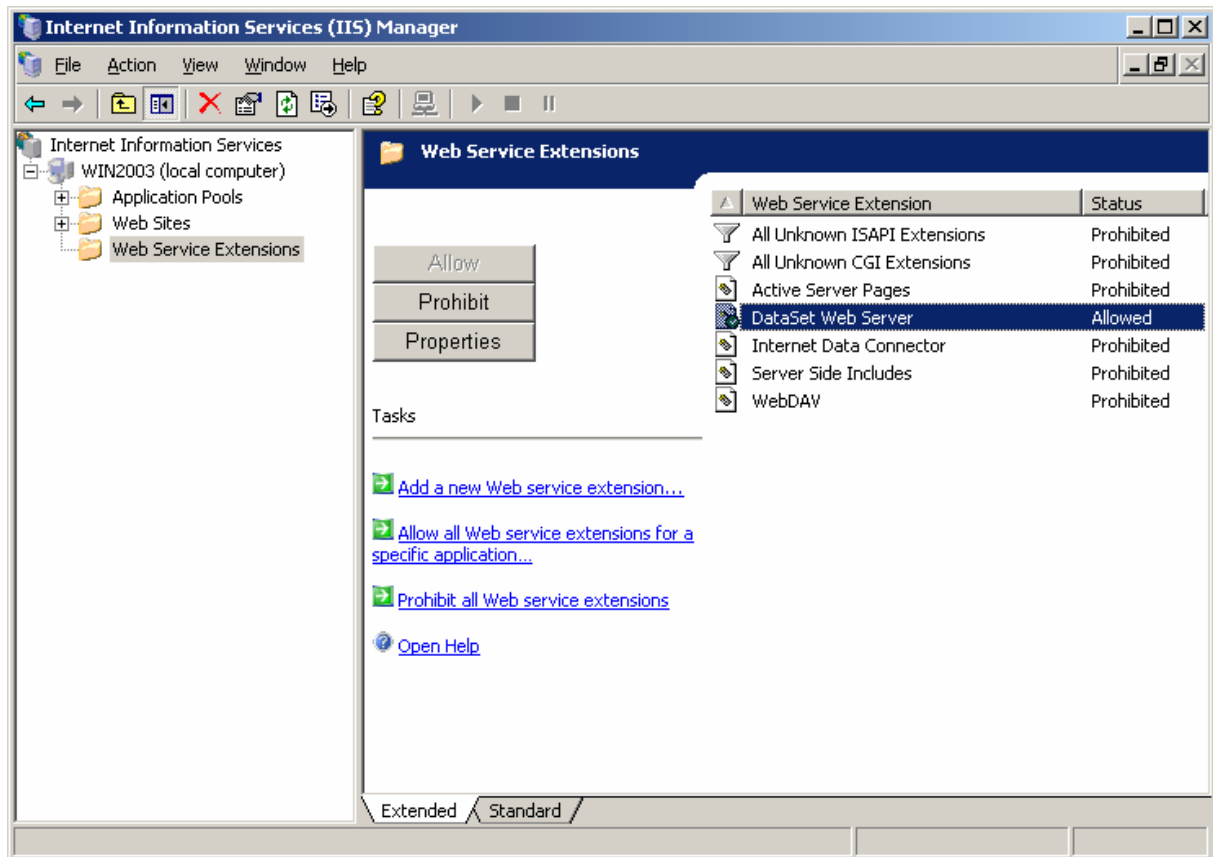 Internet Information Services (IIS) Manager
File Action View Window Help
Internet Information Services
WIN2003 (local computer)
Application Pools
Web Sites
Web Service Extensions
Web Service Extensions
Allow
Prohibit
Properties
Tasks
Add a new Web service extension...
Allow all Web service extensions for a
specific application...
Prohibit all Web service extensions
Open Help
Web Service Extension Status
All Unknown ISAPI Extensions Prohibited
All Unknown CGI Extensions Prohibited
Active Server Pages Prohibited
DataSet Web Server Allowed
Internet Data Connector Prohibited
Server Side Includes Prohibited
WebDAV Prohibited
Extended Standard